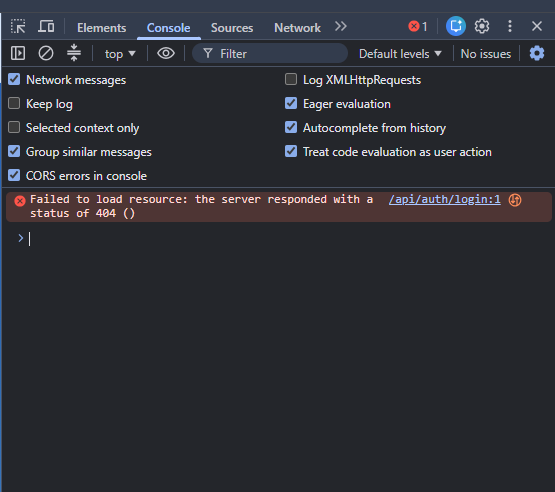 Elements Console Sources Network 1
top Filter Default levels No issues
Network messages Log XMLHttpRequests
Keep log Eager evaluation
Selected context only Autocomplete from history
Group similar messages Treat code evaluation as user action
CORS errors in console
Failed to load resource: the server responded with a /api/auth/login:1
status of 404 ()